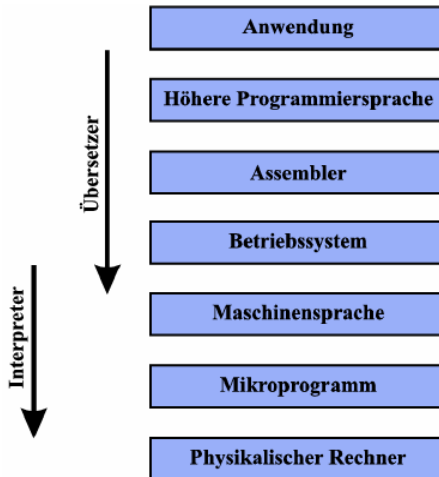 Anwendung
Höhere Programmiersprache
Assembler
Betriebssystem
Maschinensprache
Mikroprogramm
Physikalischer Rechner
Übersetzer
Interpreter